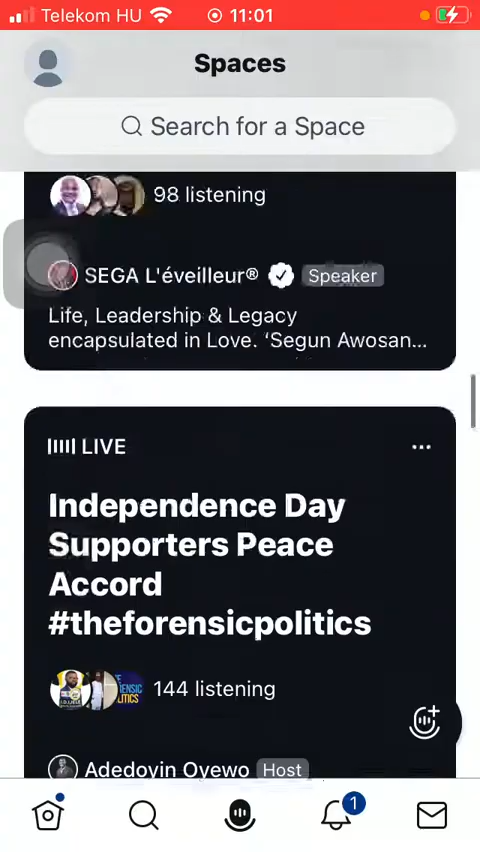 Telekom HU 11:01
Spaces
Search for a Space
98 listening
SEGA L'éveilleur® Speaker
Life, Leadership & Legacy
encapsulated in Love. ‘Segun Awosan...
LIVE
Independence Day
Supporters Peace
Accord
#theforensicpolitics
144 listening
Adedoyin Oyewo Host
1